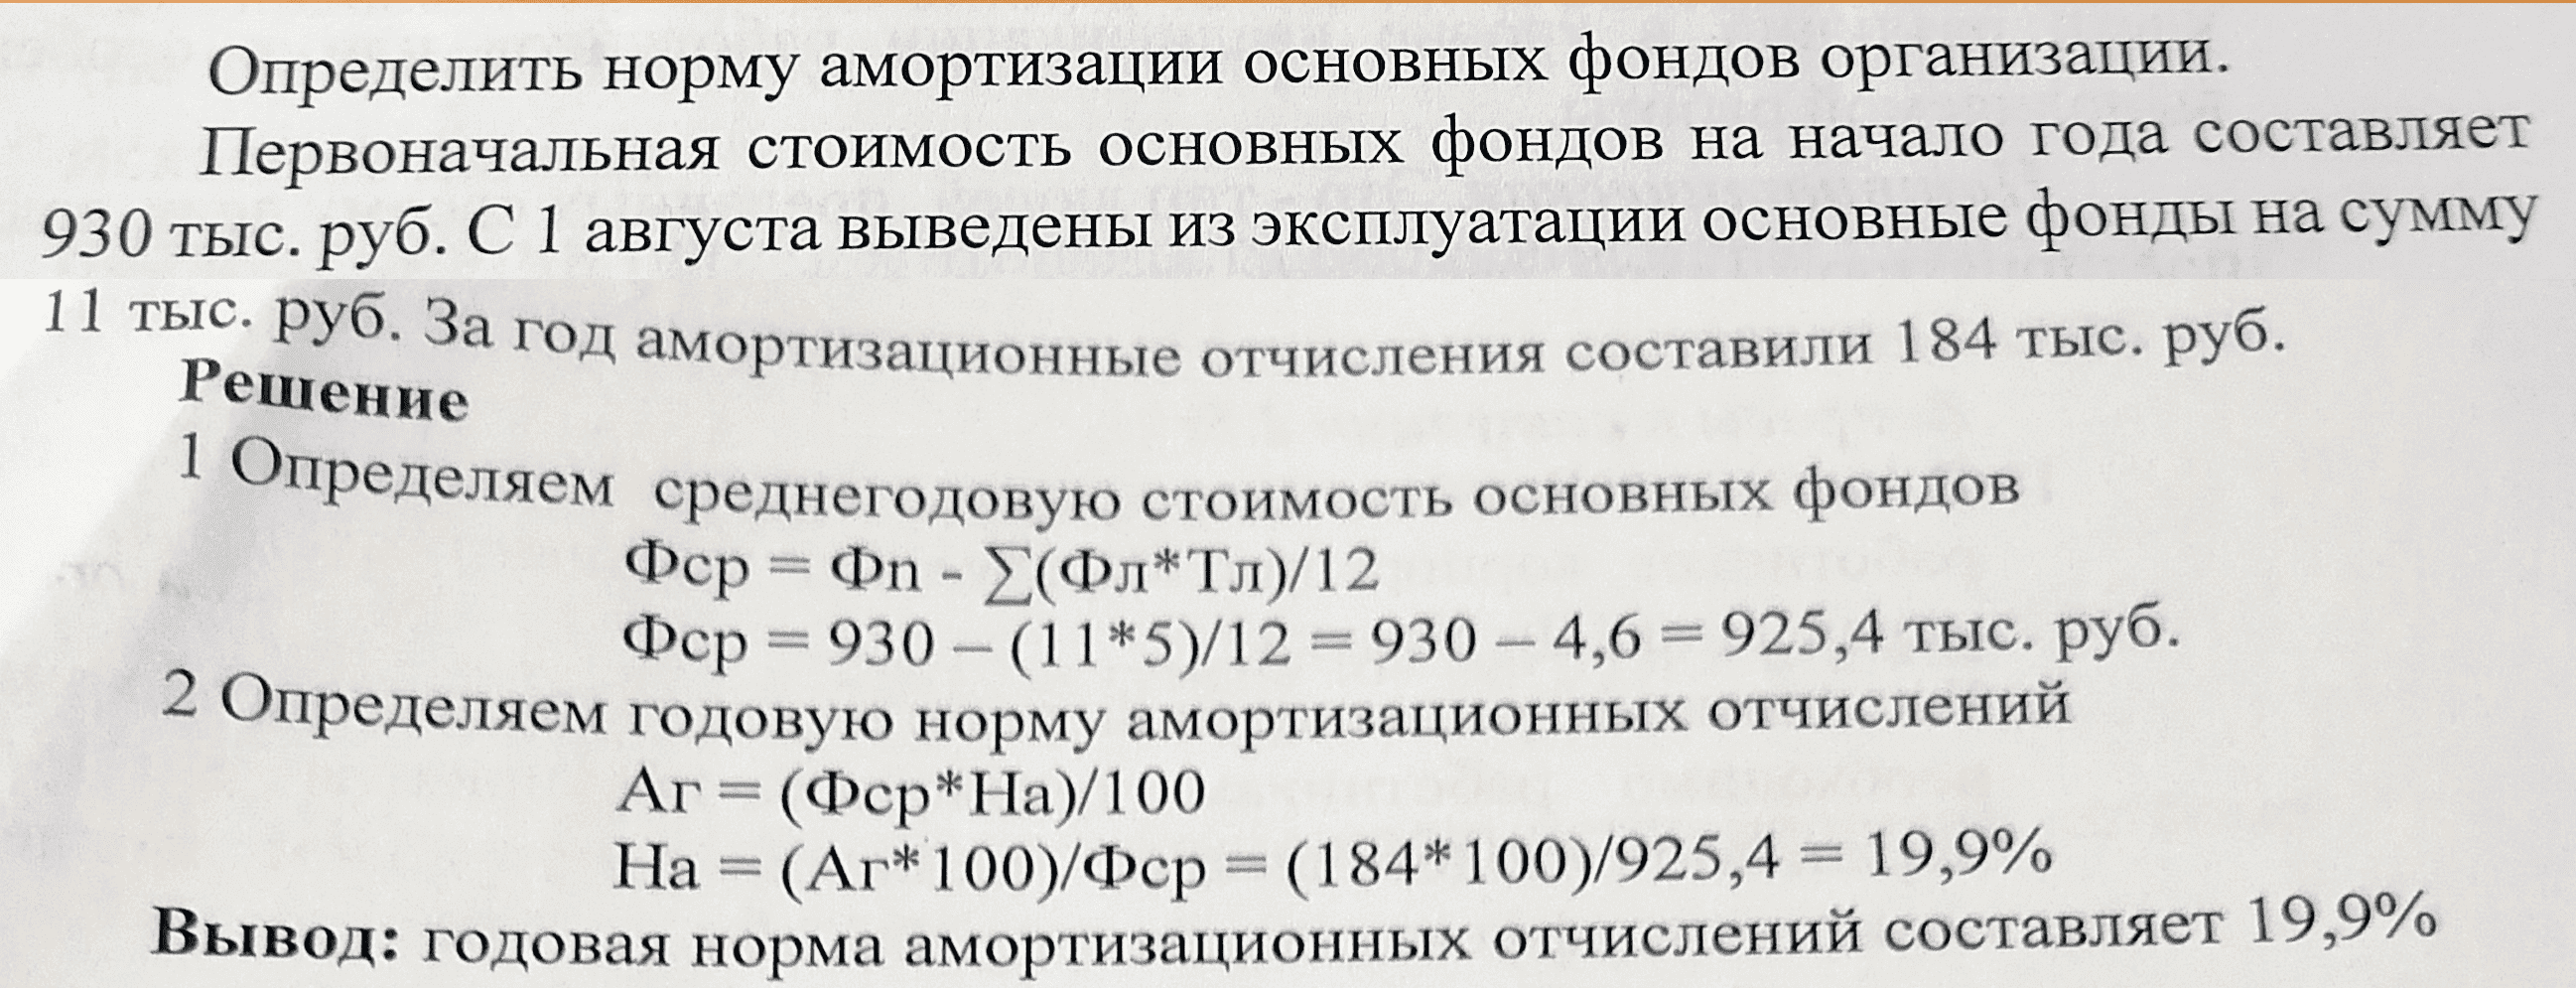 Определить норму амортизации основных фондов организации.
Первоначальная стоимость основных фондов на начало года составляет
930 тыс. руб. С 1 августа выведены из эксплуатации основные фонды на сумму
11 тыс. руб. За год амортизационные отчисления составили 184 тыс. руб.
Решение
1 Определяем среднегодовую стоимость основных фондов
Фср = Фп - ∑(Фл*Тл)/12
Фср = 930 – (11*5)/12 = 930 – 4,6 = 925,4 тыс. руб.
2 Определяем годовую норму амортизационных отчислений
Аг = (Фср*На)/100
На = (Аг*100)/Фср = (184*100)/925,4 = 19,9%
Вывод: годовая норма амортизационных отчислений составляет 19,9%